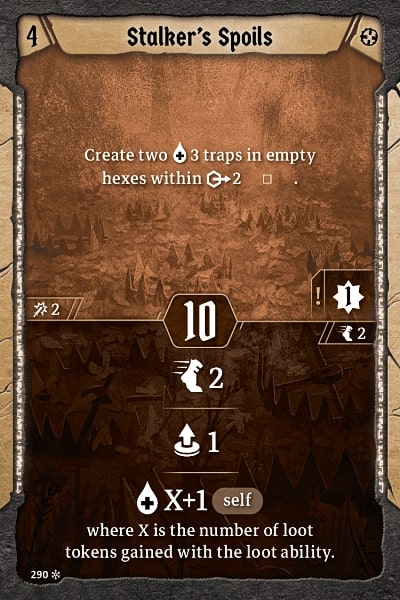 4
Stalker's Spoils
Create two 3 traps in empty
hexes within 2 □ .
! 1
2
10
2
2
1
X+1 self
where X is the number of loot
tokens gained with the loot ability.
290